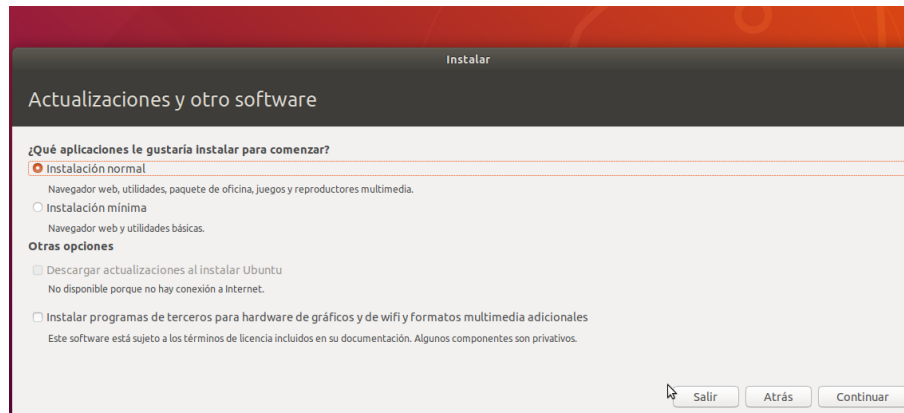 Instalar
Actualizaciones y otro software
¿Qué aplicaciones le gustaría instalar para comenzar?
Instalación normal
Navegador web, utilidades, paquete de oficina, juegos y reproductores multimedia.
Instalación mínima
Navegador web y utilidades básicas.
Otras opciones
Descargar actualizaciones al instalar Ubuntu
No disponible porque no hay conexión a Internet.
Instalar programas de terceros para hardware de gráficos y de wifi y formatos multimedia adicionales
Este software está sujeto a los términos de licencia incluidos en su documentación. Algunos componentes son privativos.
Salir Atrás Continuar